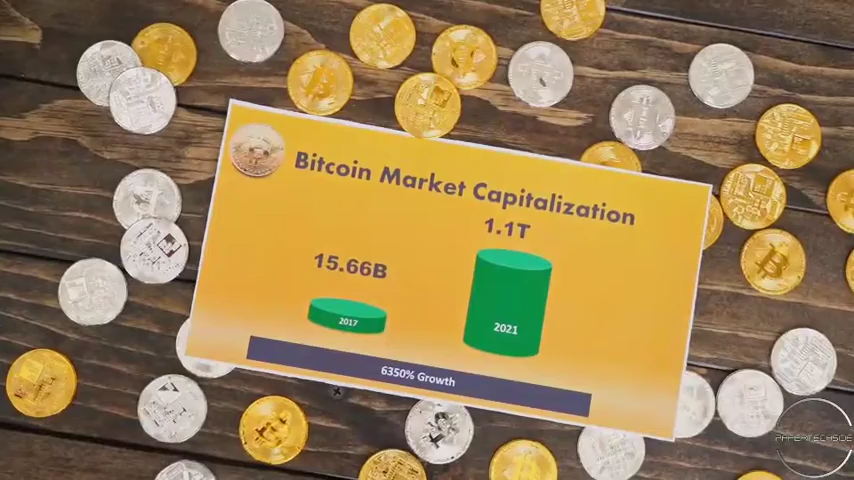 Bitcoin Market Capitalization
1.1T
15.66B
2017
2021
6350% Growth